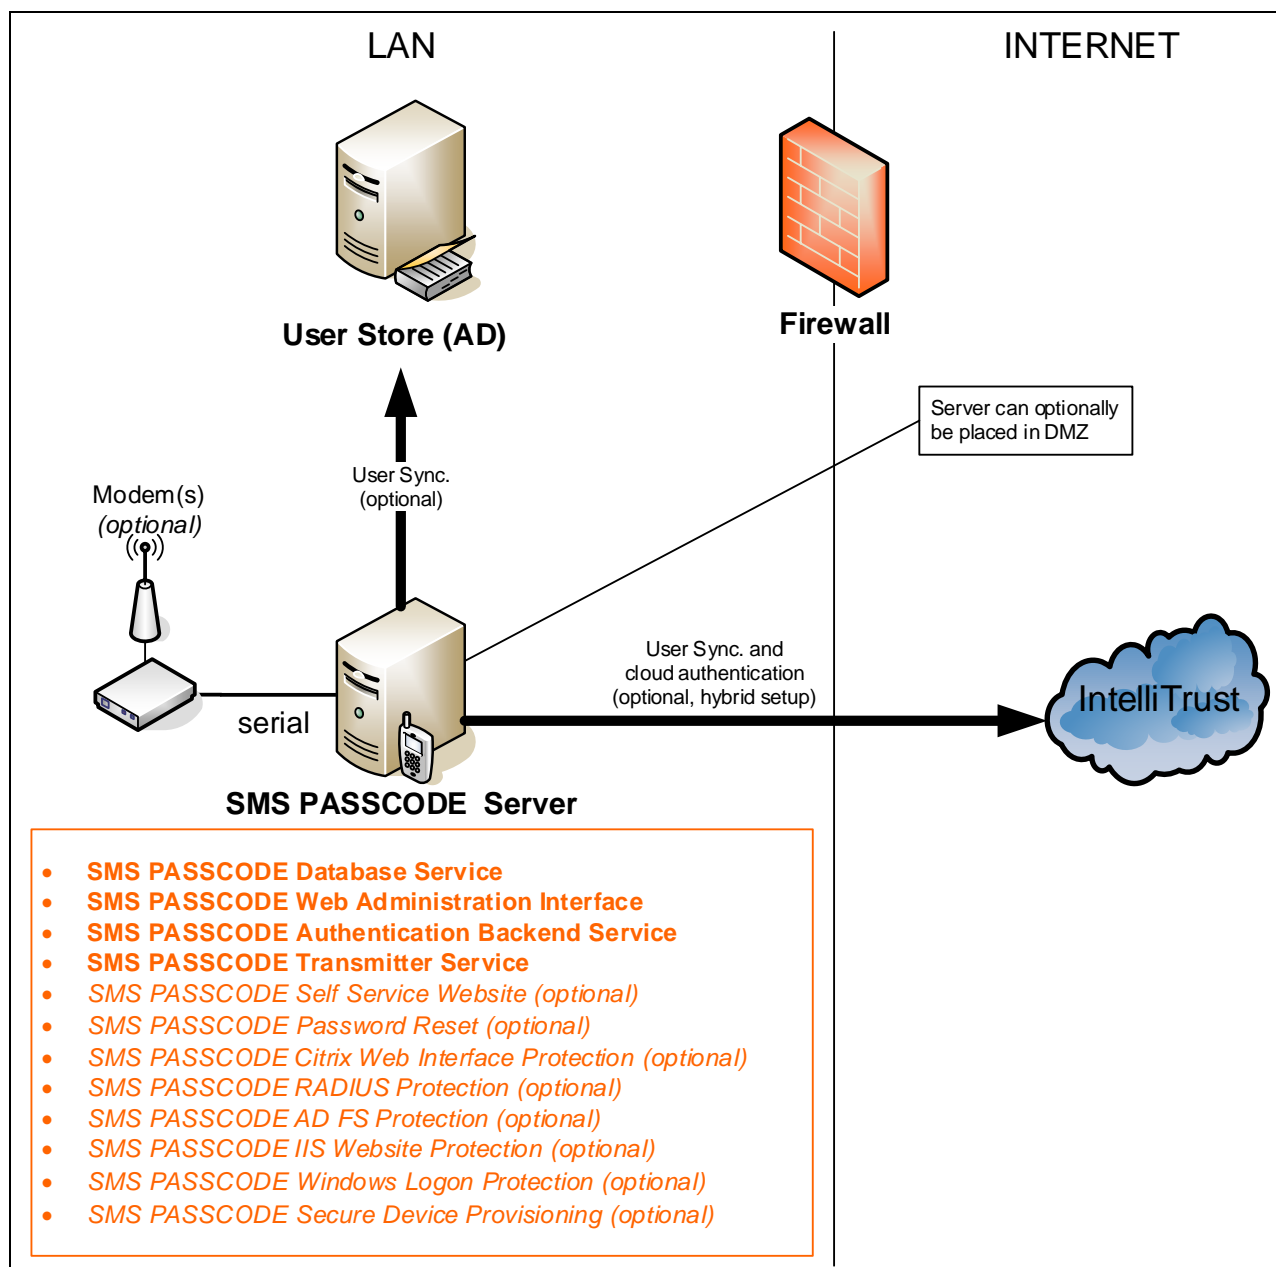 LAN
INTERNET
User Store (AD)
Firewall
Server can optionally
be placed in DMZ
User Sync.
(optional)
Modem(s)
(optional)
User Sync. and
cloud authentication
(optional, hybrid setup)
IntelliTrust
serial
SMS PASSCODE Server
• SMS PASSCODE Database Service
• SMS PASSCODE Web Administration Interface
• SMS PASSCODE Authentication Backend Service
• SMS PASSCODE Transmitter Service
• SMS PASSCODE Self Service Website (optional)
• SMS PASSCODE Password Reset (optional)
• SMS PASSCODE Citrix Web Interface Protection (optional)
• SMS PASSCODE RADIUS Protection (optional)
• SMS PASSCODE AD FS Protection (optional)
• SMS PASSCODE IIS Website Protection (optional)
• SMS PASSCODE Windows Logon Protection (optional)
• SMS PASSCODE Secure Device Provisioning (optional)